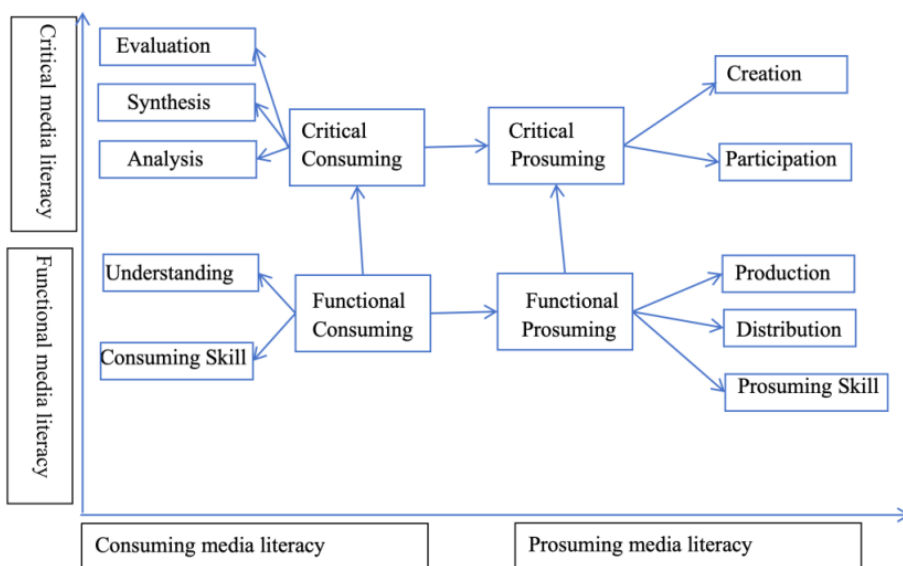 Critical media literacy
Functional media literacy
Evaluation
Synthesis
Analysis
Critical
Consuming
Critical
Prosuming
Creation
Participation
Understanding
Consuming Skill
Functional
Consuming
Functional
Prosuming
Production
Distribution
Prosuming Skill
Consuming media literacy
Prosuming media literacy